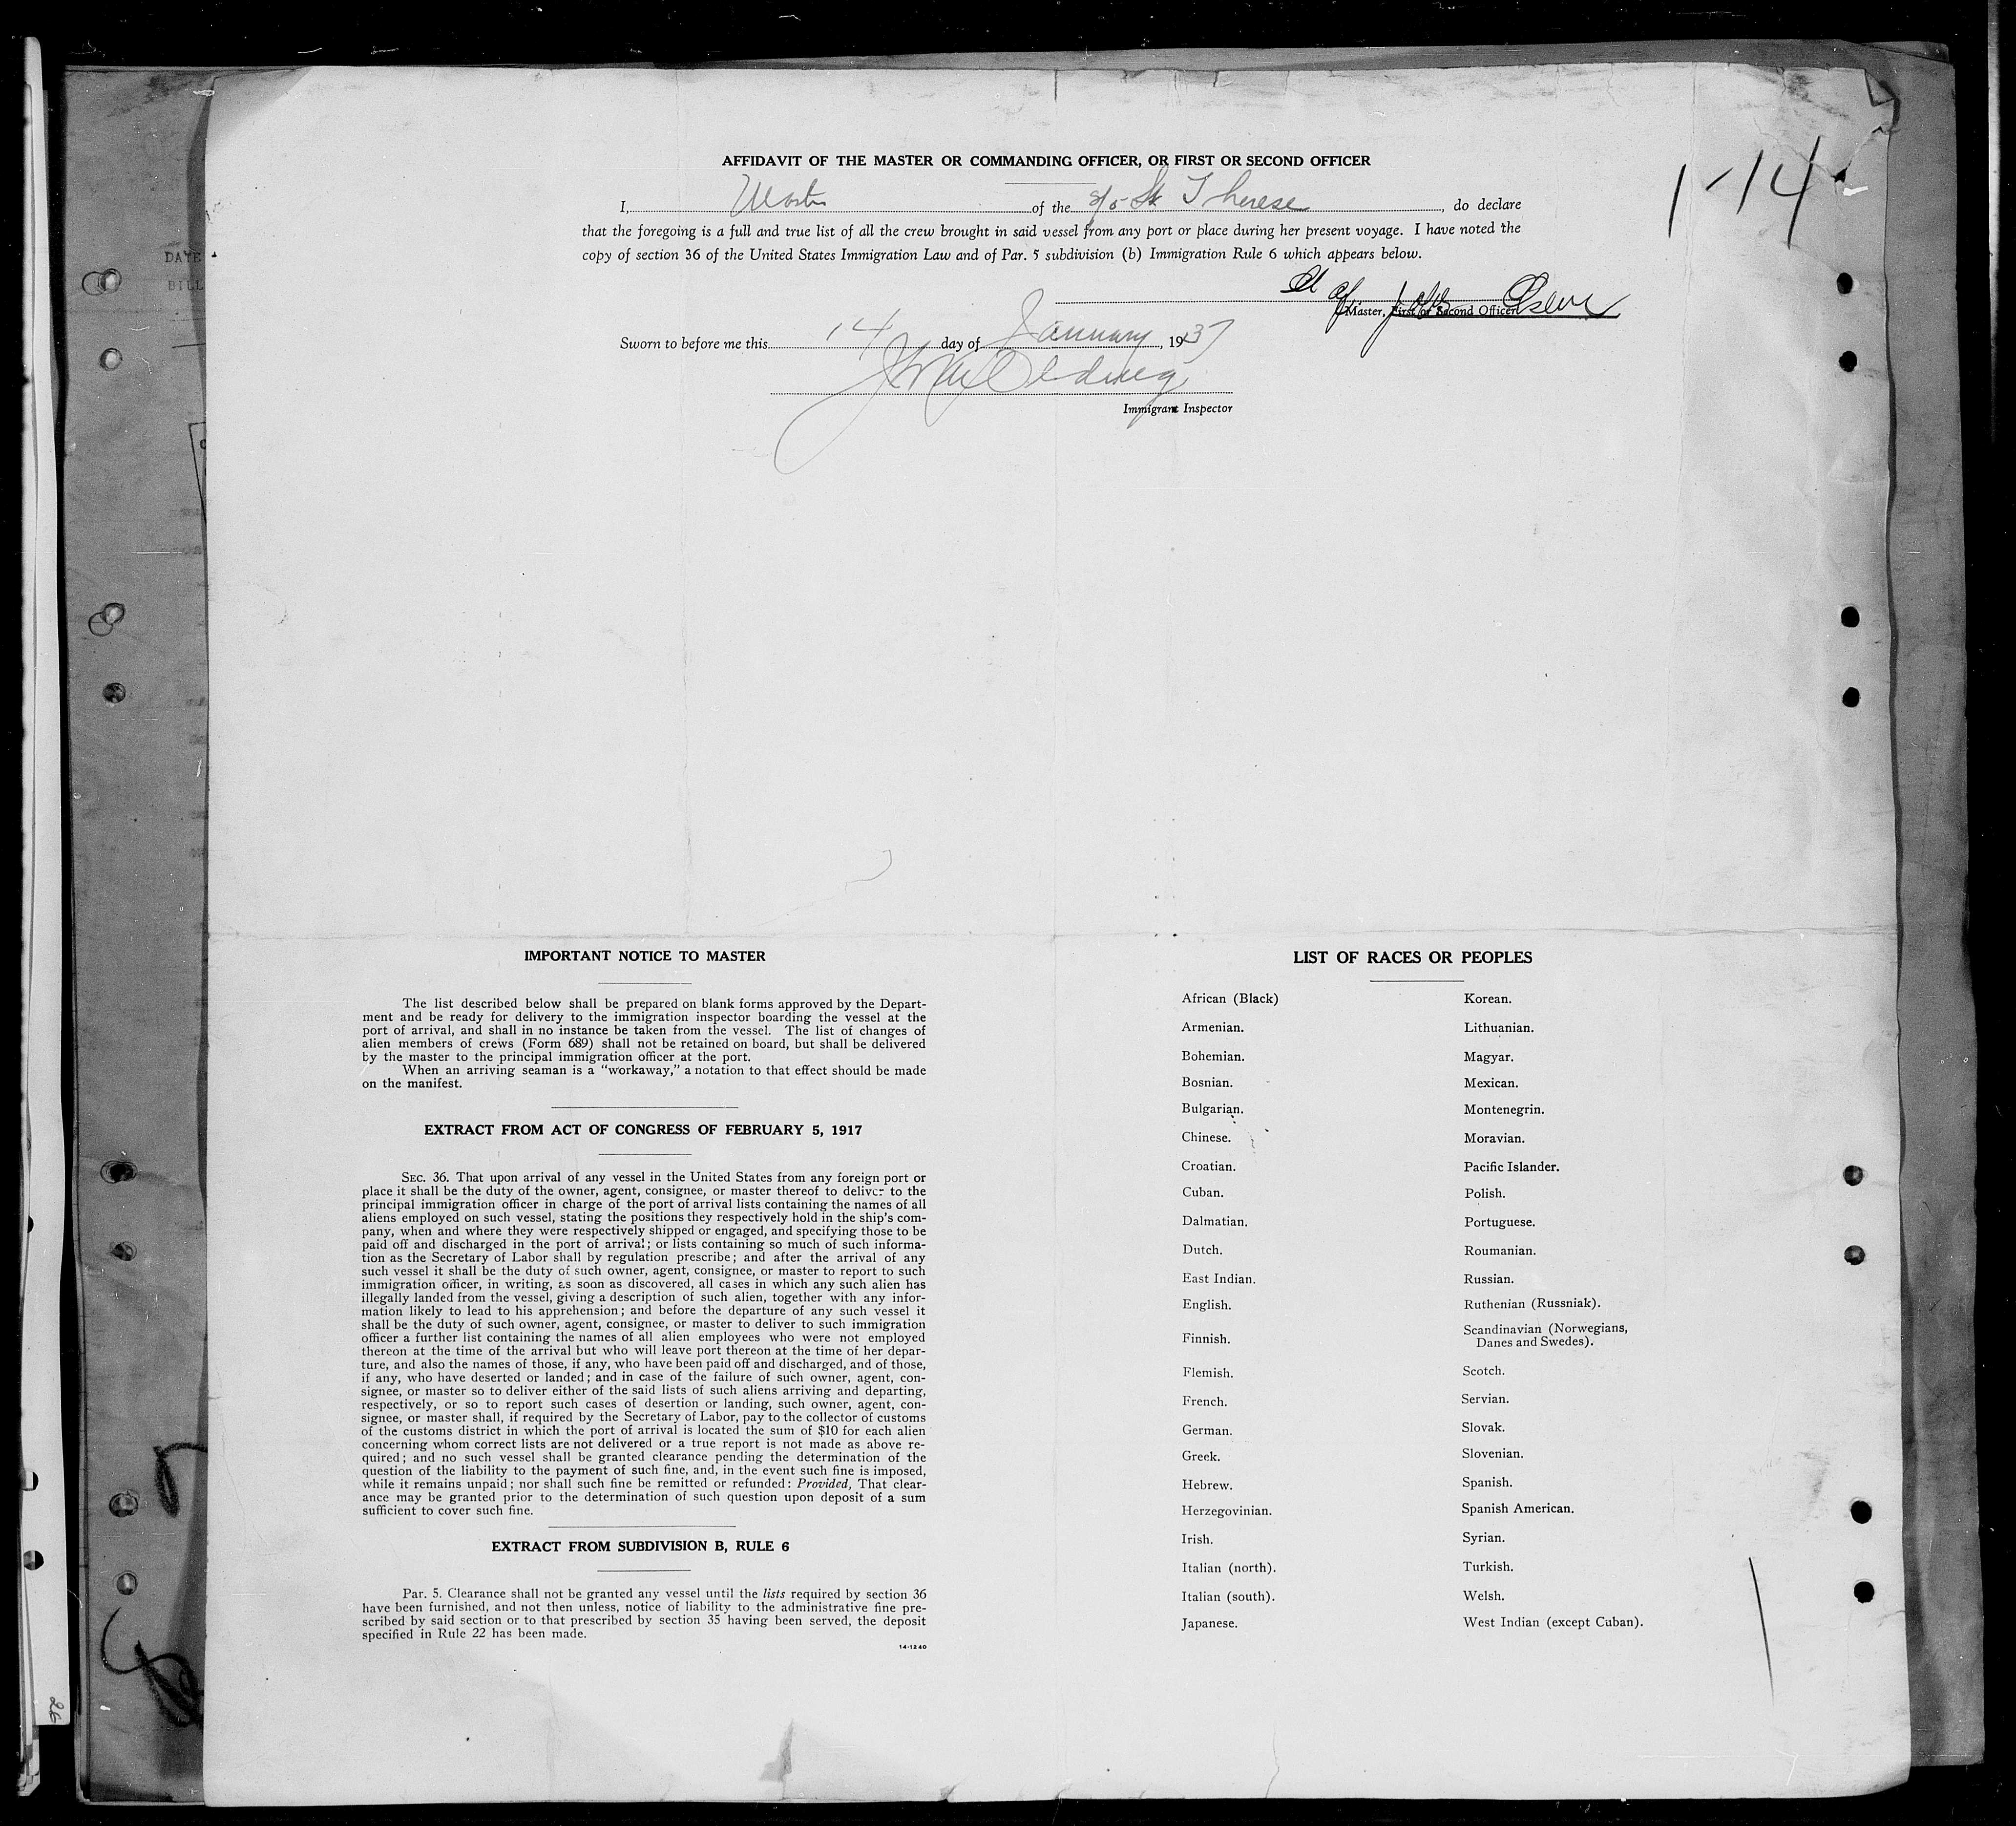 AFFIDAVIT OF THE MASTER OR COMMANDING OFFICER, OR FIRST OR SECOND OFFICER
1-14
I, Master of the S/S St Therese, do declare
that the foregoing is a full and true list of all the crew brought in said vessel from any port or place during her present voyage. I have noted the
copy of section 36 of the United States Immigration Law and of Par. 5 subdivision (b) Immigration Rule 6 which appears below.
Olsen
Master, First or Second Officer
Sworn to before me this 14 day of January, 1937
Immigrant Inspector
DATE
BILL
IMPORTANT NOTICE TO MASTER
The list described below shall be prepared on blank forms approved by the Depart-
ment and be ready for delivery to the immigration inspector boarding the vessel at the
port of arrival, and shall in no instance be taken from the vessel. The list of changes of
alien members of crews (Form 689) shall not be retained on board, but shall be delivered
by the master to the principal immigration officer at the port.
When an arriving seaman is a "workaway," a notation to that effect should be made
on the manifest.
EXTRACT FROM ACT OF CONGRESS OF FEBRUARY 5, 1917
SEC. 36. That upon arrival of any vessel in the United States from any foreign port or
place it shall be the duty of the owner, agent, consignee, or master thereof to deliver to the
principal immigration officer in charge of the port of arrival lists containing the names of all
aliens employed on such vessel, stating the positions they respectively hold in the ship's com-
pany, when and where they were respectively shipped or engaged, and specifying those to be
paid off and discharged in the port of arrival; or lists containing so much of such informa-
tion as the Secretary of Labor shall by regulation prescribe; and after the arrival of any
such vessel it shall be the duty of such owner, agent, consignee, or master to report to such
immigration officer, in writing, as soon as discovered, all cases in which any such alien has
illegally landed from the vessel, giving a description of such alien, together with any infor-
mation likely to lead to his apprehension; and before the departure of any such vessel it
shall be the duty of such owner, agent, consignee, or master to deliver to such immigration
officer a further list containing the names of all alien employees who were not employed
thereon at the time of the arrival but who will leave port thereon at the time of her depar-
ture, and also the names of those, if any, who have been paid off and discharged, and of those,
if any, who have deserted or landed; and in case of the failure of such owner, agent, con-
signee, or master so to deliver either of the said lists of such aliens arriving and departing,
respectively, or so to report such cases of desertion or landing, such owner, agent, con-
signee, or master shall, if required by the Secretary of Labor, pay to the collector of customs
of the customs district in which the port of arrival is located the sum of $10 for each alien
concerning whom correct lists are not delivered or a true report is not made as above re-
quired; and no such vessel shall be granted clearance pending the determination of the
question of the liability to the payment of such fine, and, in the event such fine is imposed,
while it remains unpaid; nor shall such fine be remitted or refunded: Provided, That clear-
ance may be granted prior to the determination of such question upon deposit of a sum
sufficient to cover such fine.
EXTRACT FROM SUBDIVISION B, RULE 6
Par. 5. Clearance shall not be granted any vessel until the lists required by section 36
have been furnished, and not then unless, notice of liability to the administrative fine pre-
scribed by said section or to that prescribed by section 35 having been served, the deposit
specified in Rule 22 has been made.
14-1240
LIST OF RACES OR PEOPLES
African (Black)
Armenian.
Bohemian.
Bosnian.
Bulgarian.
Chinese.
Croatian.
Cuban.
Dalmatian.
Dutch.
East Indian.
English.
Finnish.
Flemish.
French.
German.
Greek.
Hebrew.
Herzegovinian.
Irish.
Italian (north).
Italian (south).
Japanese.
Korean.
Lithuanian.
Magyar.
Mexican.
Montenegrin.
Moravian.
Pacific Islander.
Polish.
Portuguese.
Roumanian.
Russian.
Ruthenian (Russniak).
Scandinavian (Norwegians,
Danes and Swedes).
Scotch.
Servian.
Slovak.
Slovenian.
Spanish.
Spanish American.
Syrian.
Turkish.
Welsh.
West Indian (except Cuban).
26